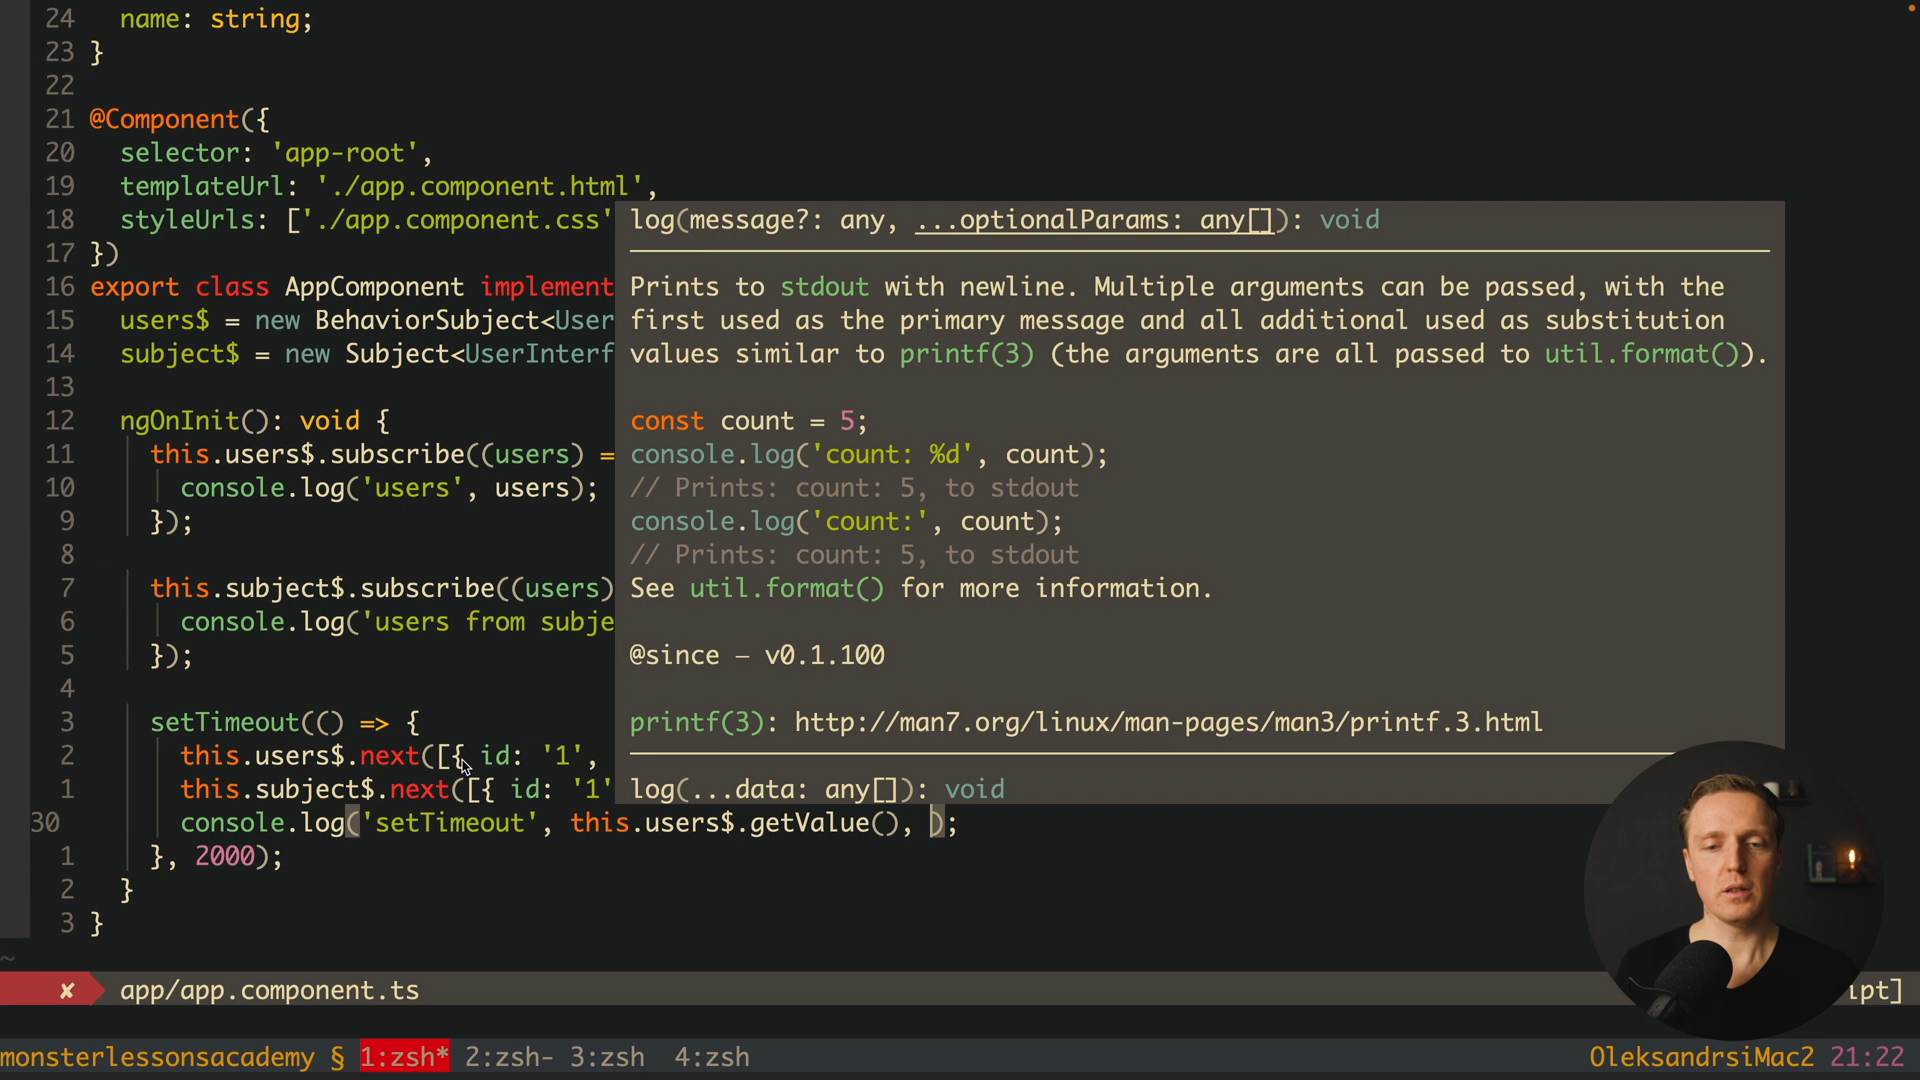 24 name: string;
23 }
22
21 @Component({
20 selector: 'app-root',
19 templateUrl: './app.component.html',
18 styleUrls: ['./app.component.css'
17 })
16 export class AppComponent implement
15 users$ = new BehaviorSubject<User
14 subject$ = new Subject<UserInterf
13
12 ngOnInit(): void {
11 this.users$.subscribe((users) =
10 console.log('users', users);
9 });
8
7 this.subject$.subscribe((users)
6 console.log('users from subje
5 });
4
3 setTimeout(() => {
2 this.users$.next([{ id: '1',
1 this.subject$.next([{ id: '1'
30 console.log('setTimeout', this.users$.getValue(), );
1 }, 2000);
2 }
3 }
~
log(message?: any, ...optionalParams: any[]): void
Prints to stdout with newline. Multiple arguments can be passed, with the
first used as the primary message and all additional used as substitution
values similar to printf(3) (the arguments are all passed to util.format()).
const count = 5;
console.log('count: %d', count);
// Prints: count: 5, to stdout
console.log('count:', count);
// Prints: count: 5, to stdout
See util.format() for more information.
@since — v0.1.100
printf(3): http://man7.org/linux/man-pages/man3/printf.3.html
log(...data: any[]): void
✘ app/app.component.ts
ipt]
monsterlessonsacademy § 1:zsh* 2:zsh- 3:zsh 4:zsh
OleksandrsiMac2 21:22